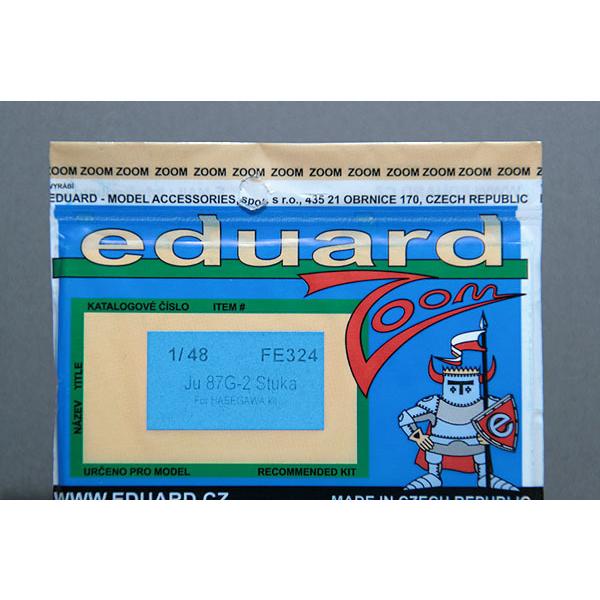 ZOOM ZOOM ZOOM ZOOM ZOOM ZOOM ZOOM ZOOM ZOOM ZOOM ZOOM ZOOM ZOOM
VYRÁBÍ
EDUARD - MODEL ACCESSORIES, spol. s r.o., 435 21 OBRNICE 170, CZECH REPUBLIC
eduard
Zoom
KATALOGOVÉ ČÍSLO ITEM #
1/48 FE324
Ju 87G-2 Stuka
For HASEGAWA kit
NÁZEV TITLE
e
URČENO PRO MODEL RECOMMENDED KIT
WWW.EDUARD.CZ MADE IN CZECH REPUBLIC